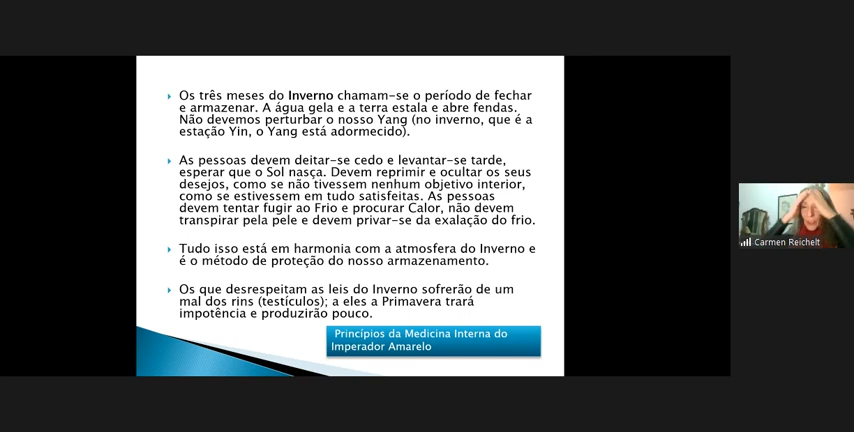 Os três meses do Inverno chamam-se o período de fechar
e armazenar. A água gela e a terra estala e abre fendas.
Não devemos perturbar o nosso Yang (no inverno, que é a
estação Yin, o Yang está adormecido).
As pessoas devem deitar-se cedo e levantar-se tarde,
esperar que o Sol nasça. Devem reprimir e ocultar os seus
desejos, como se não tivessem nenhum objetivo interior,
como se estivessem em tudo satisfeitas. As pessoas
devem tentar fugir ao Frio e procurar Calor, não devem
transpirar pela pele e devem privar-se da exalação do frio.
Tudo isso está em harmonia com a atmosfera do Inverno e
é o método de proteção do nosso armazenamento.
Os que desrespeitam as leis do Inverno sofrerão de um
mal dos rins (testículos); a eles a Primavera trará
impotência e produzirão pouco.
Princípios da Medicina Interna do
Imperador Amarelo
Carmen Reichelt